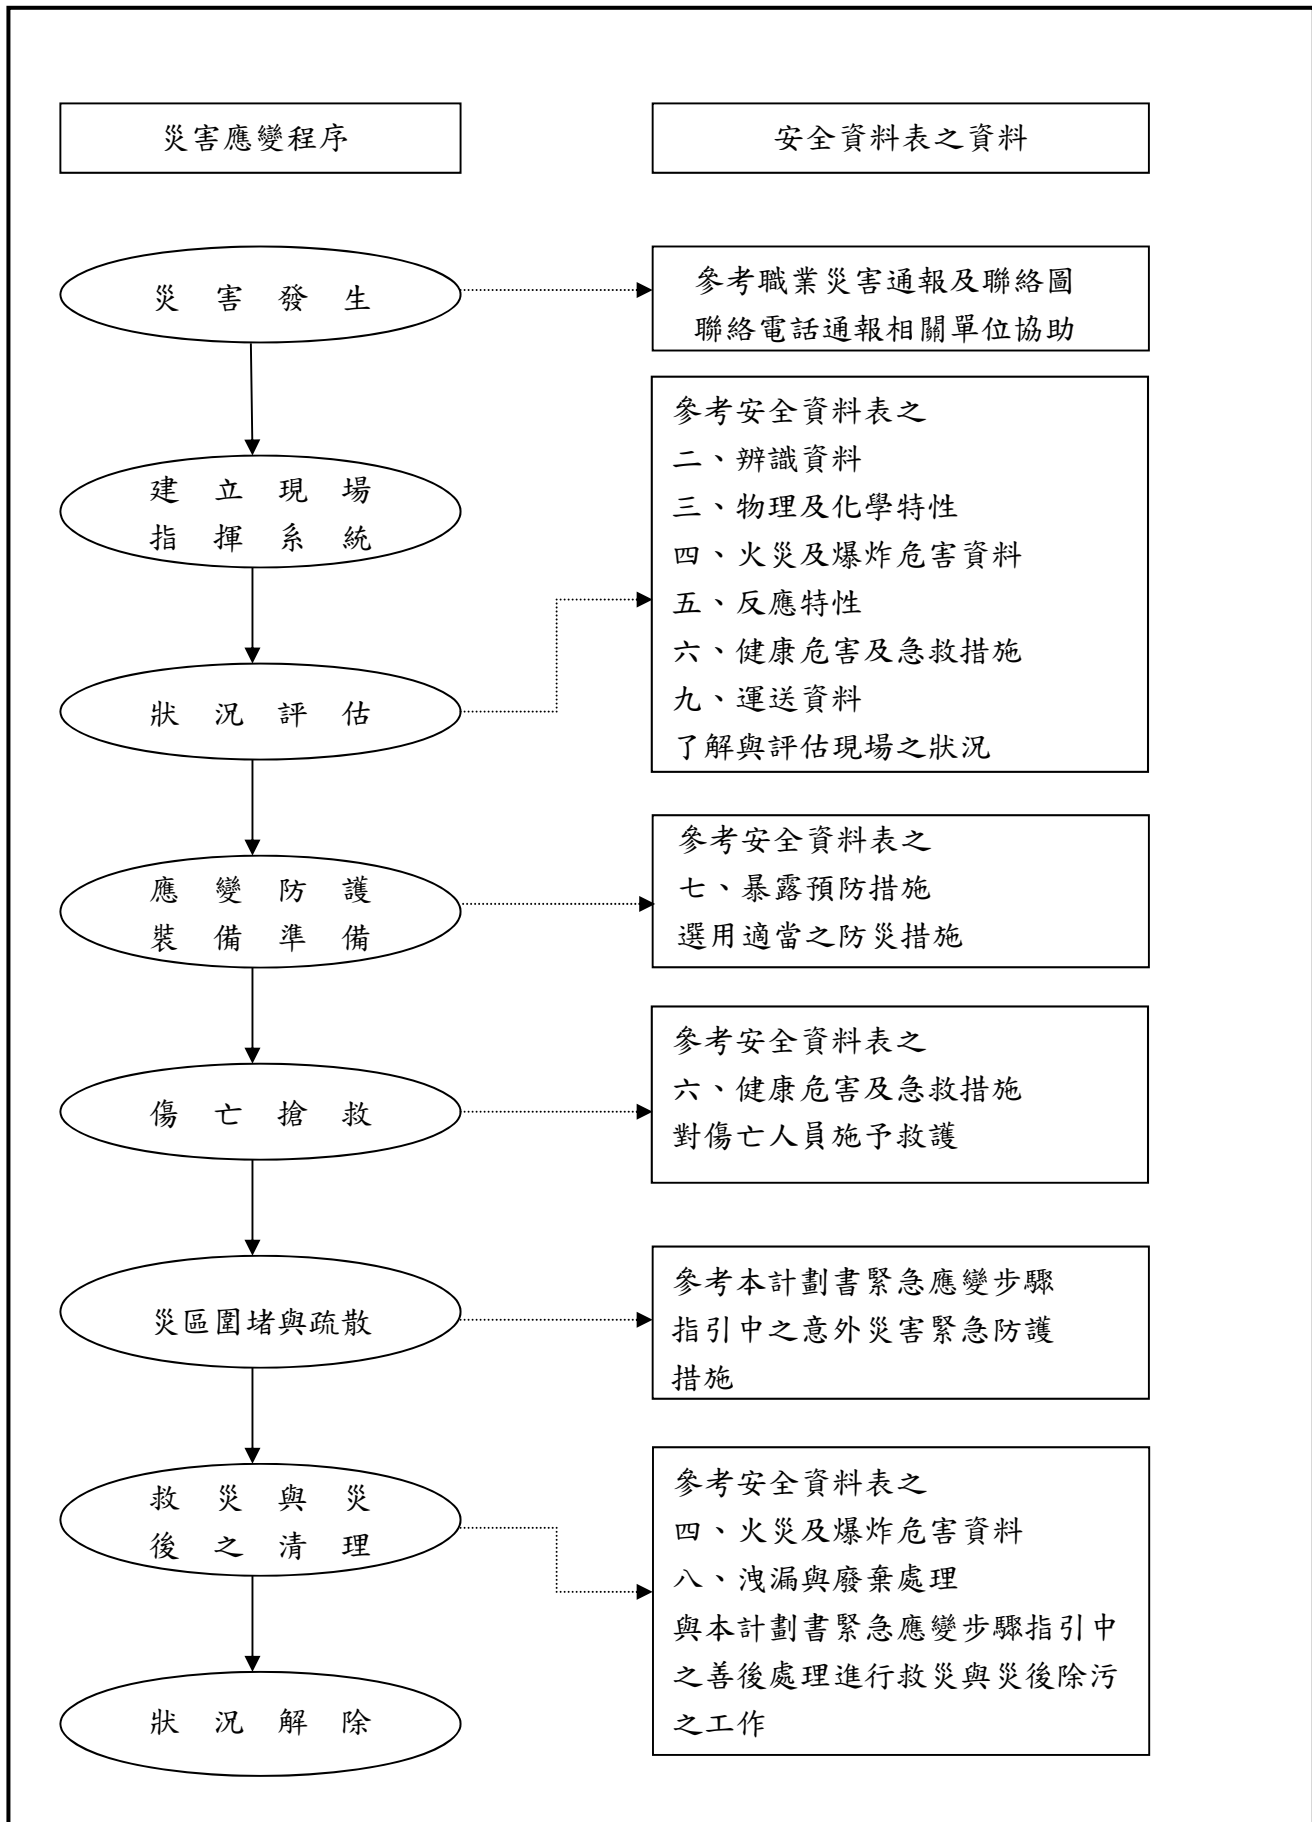 災害應變程序
安全資料表之資料
災害發生
參考職業災害通報及聯絡圖
聯絡電話通報相關單位協助
建立現場
指揮系統
狀況評估
參考安全資料表之
二、辨識資料
三、物理及化學特性
四、火災及爆炸危害資料
五、反應特性
六、健康危害及急救措施
九、運送資料
了解與評估現場之狀況
應變防護
裝備準備
參考安全資料表之
七、暴露預防措施
選用適當之防災措施
傷亡搶救
參考安全資料表之
六、健康危害及急救措施
對傷亡人員施予救護
災區圍堵與疏散
參考本計劃書緊急應變步驟
指引中之意外災害緊急防護
措施
救災與災
後之清理
參考安全資料表之
四、火災及爆炸危害資料
八、洩漏與廢棄處理
與本計劃書緊急應變步驟指引中
之善後處理進行救災與災後除污
之工作
狀況解除